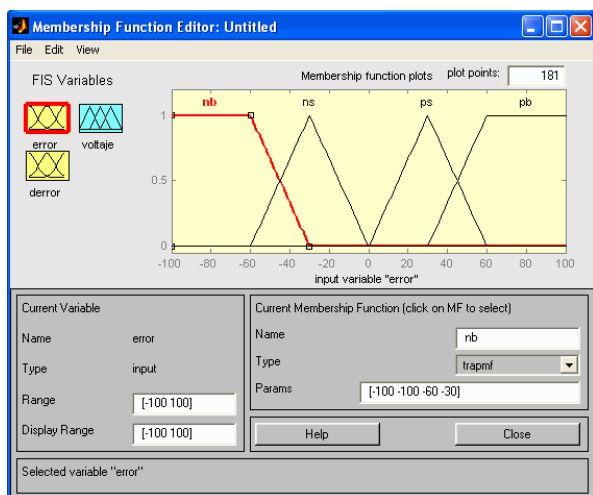 Membership Function Editor: Untitled
File Edit View
FIS Variables
Membership function plots plot points: 181
nb ns ps pb
1
0.5
0
error voltaje
derror
-100 -80 -60 -40 -20 0 20 40 60 80 100
input variable "error"
Current Variable
Name error
Type input
Range [-100 100]
Display Range [-100 100]
Current Membership Function (click on MF to select)
Name nb
Type trapmf
Params [-100 -100 -60 -30]
Help Close
Selected variable "error"